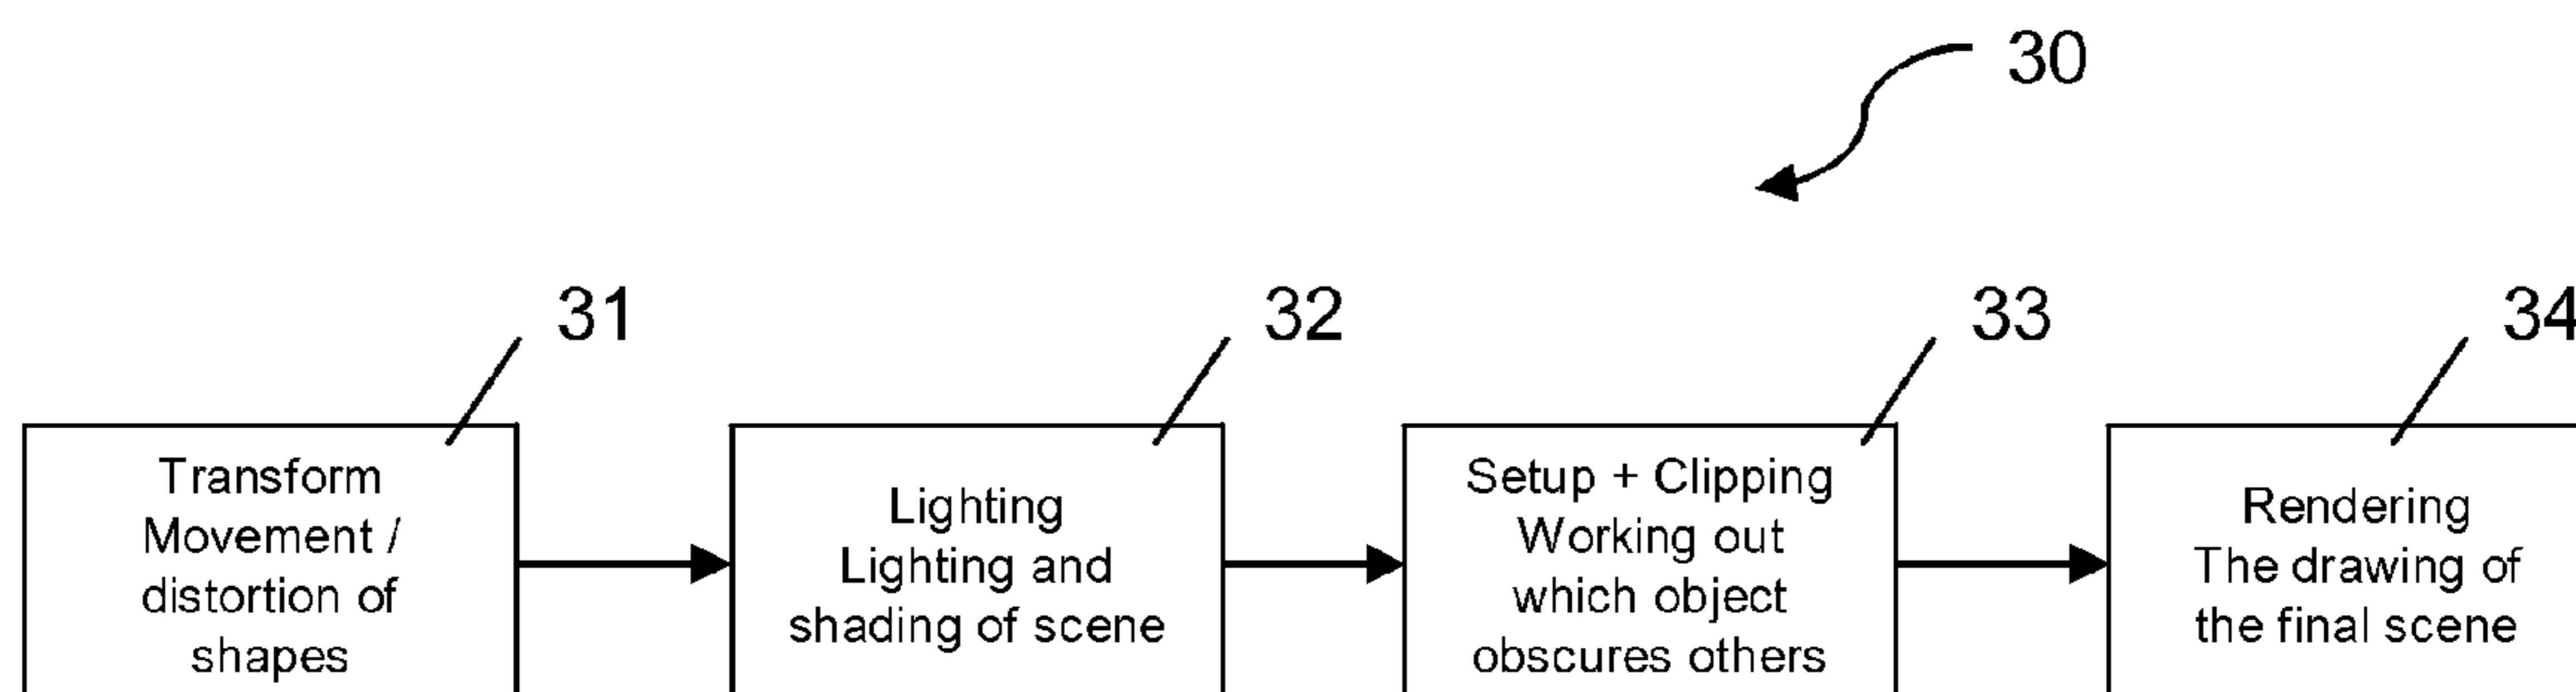 30
31
32
33
34
Transform
Movement /
distortion of
shapes
Lighting
Lighting and
shading of scene
Setup + Clipping
Working out
which object
obscures others
Rendering
The drawing of
the final scene